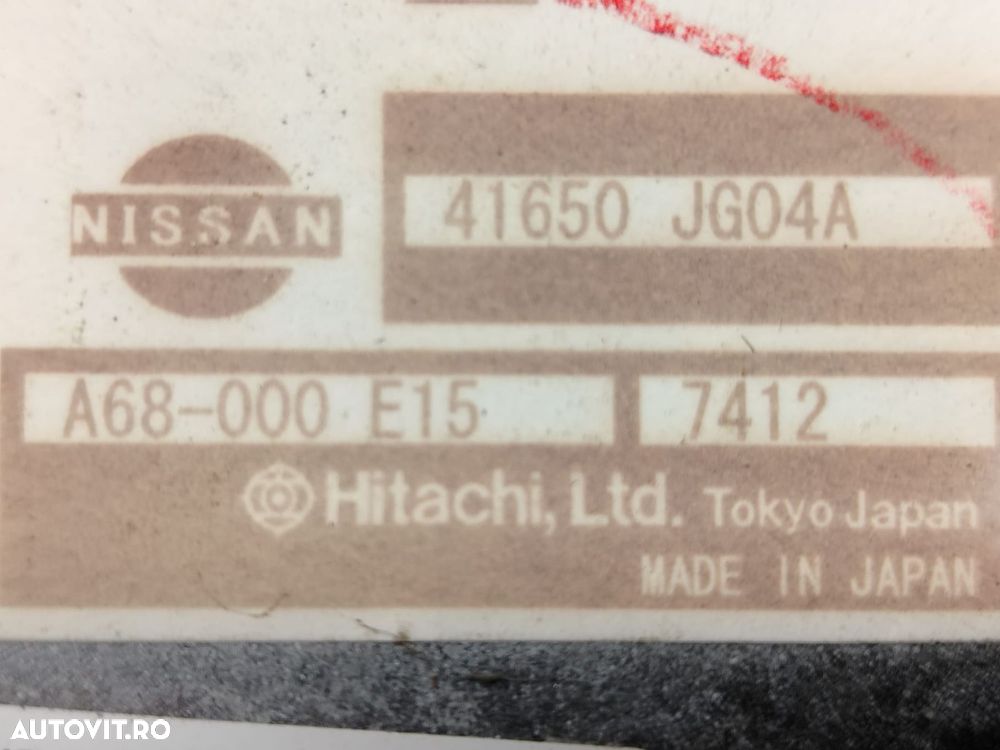 NISSAN
41650 JG04A
A68-000 E15 7412
Hitachi, Ltd. Tokyo Japan
MADE IN JAPAN
AUTOVIT.RO